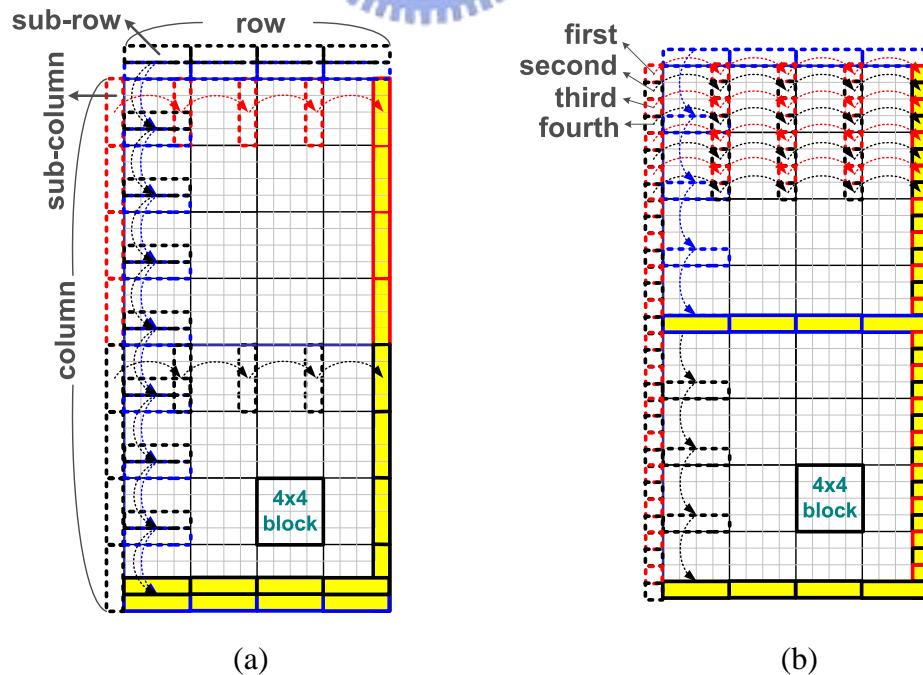 sub-row
row
sub-column
column
4x4
block
(a)
first
second
third
fourth
4x4
block
(b)